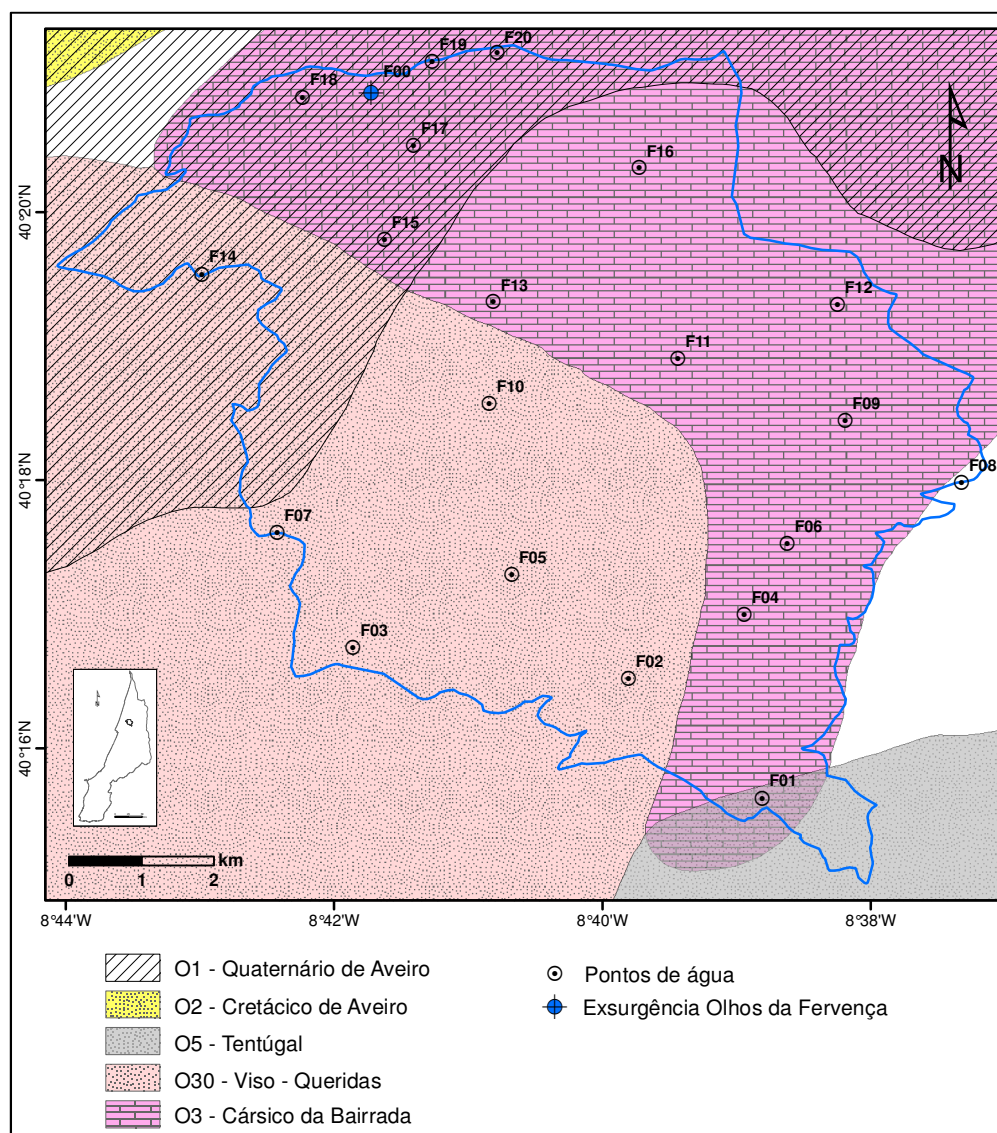 F20
F19
F00
F18
F17
F16
N
40°2'N
F15
F14
F13
F12
F11
F10
F09
40°18'N
F08
F07
F06
F05
F04
F03
F02
40°16'N
F01
km
0 1 2
8°44'W 8°42'W 8°40'W 8°38'W
O1 - Quaternário de Aveiro
O2 - Cretácico de Aveiro
O5 - Tentúgal
O30 - Viso - Queridas
O3 - Cársico da Bairrada
Pontos de água
Exsurgência Olhos da Fervença